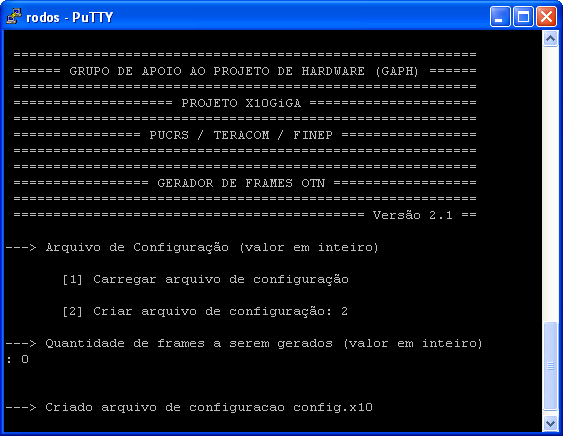 rodos - PuTTY
==========================================================
====== GRUPO DE APOIO AO PROJETO DE HARDWARE (GAPH) ======
==========================================================
==================== PROJETO X10GiGA =====================
==========================================================
================ PUCRS / TERACOM / FINEP =================
==========================================================
==========================================================
================= GERADOR DE FRAMES OTN ==================
==========================================================
============================================ Versão 2.1 ==
---> Arquivo de Configuração (valor em inteiro)
[1] Carregar arquivo de configuração
[2] Criar arquivo de configuração: 2
---> Quantidade de frames a serem gerados (valor em inteiro)
: 0
---> Criado arquivo de configuracao config.x10